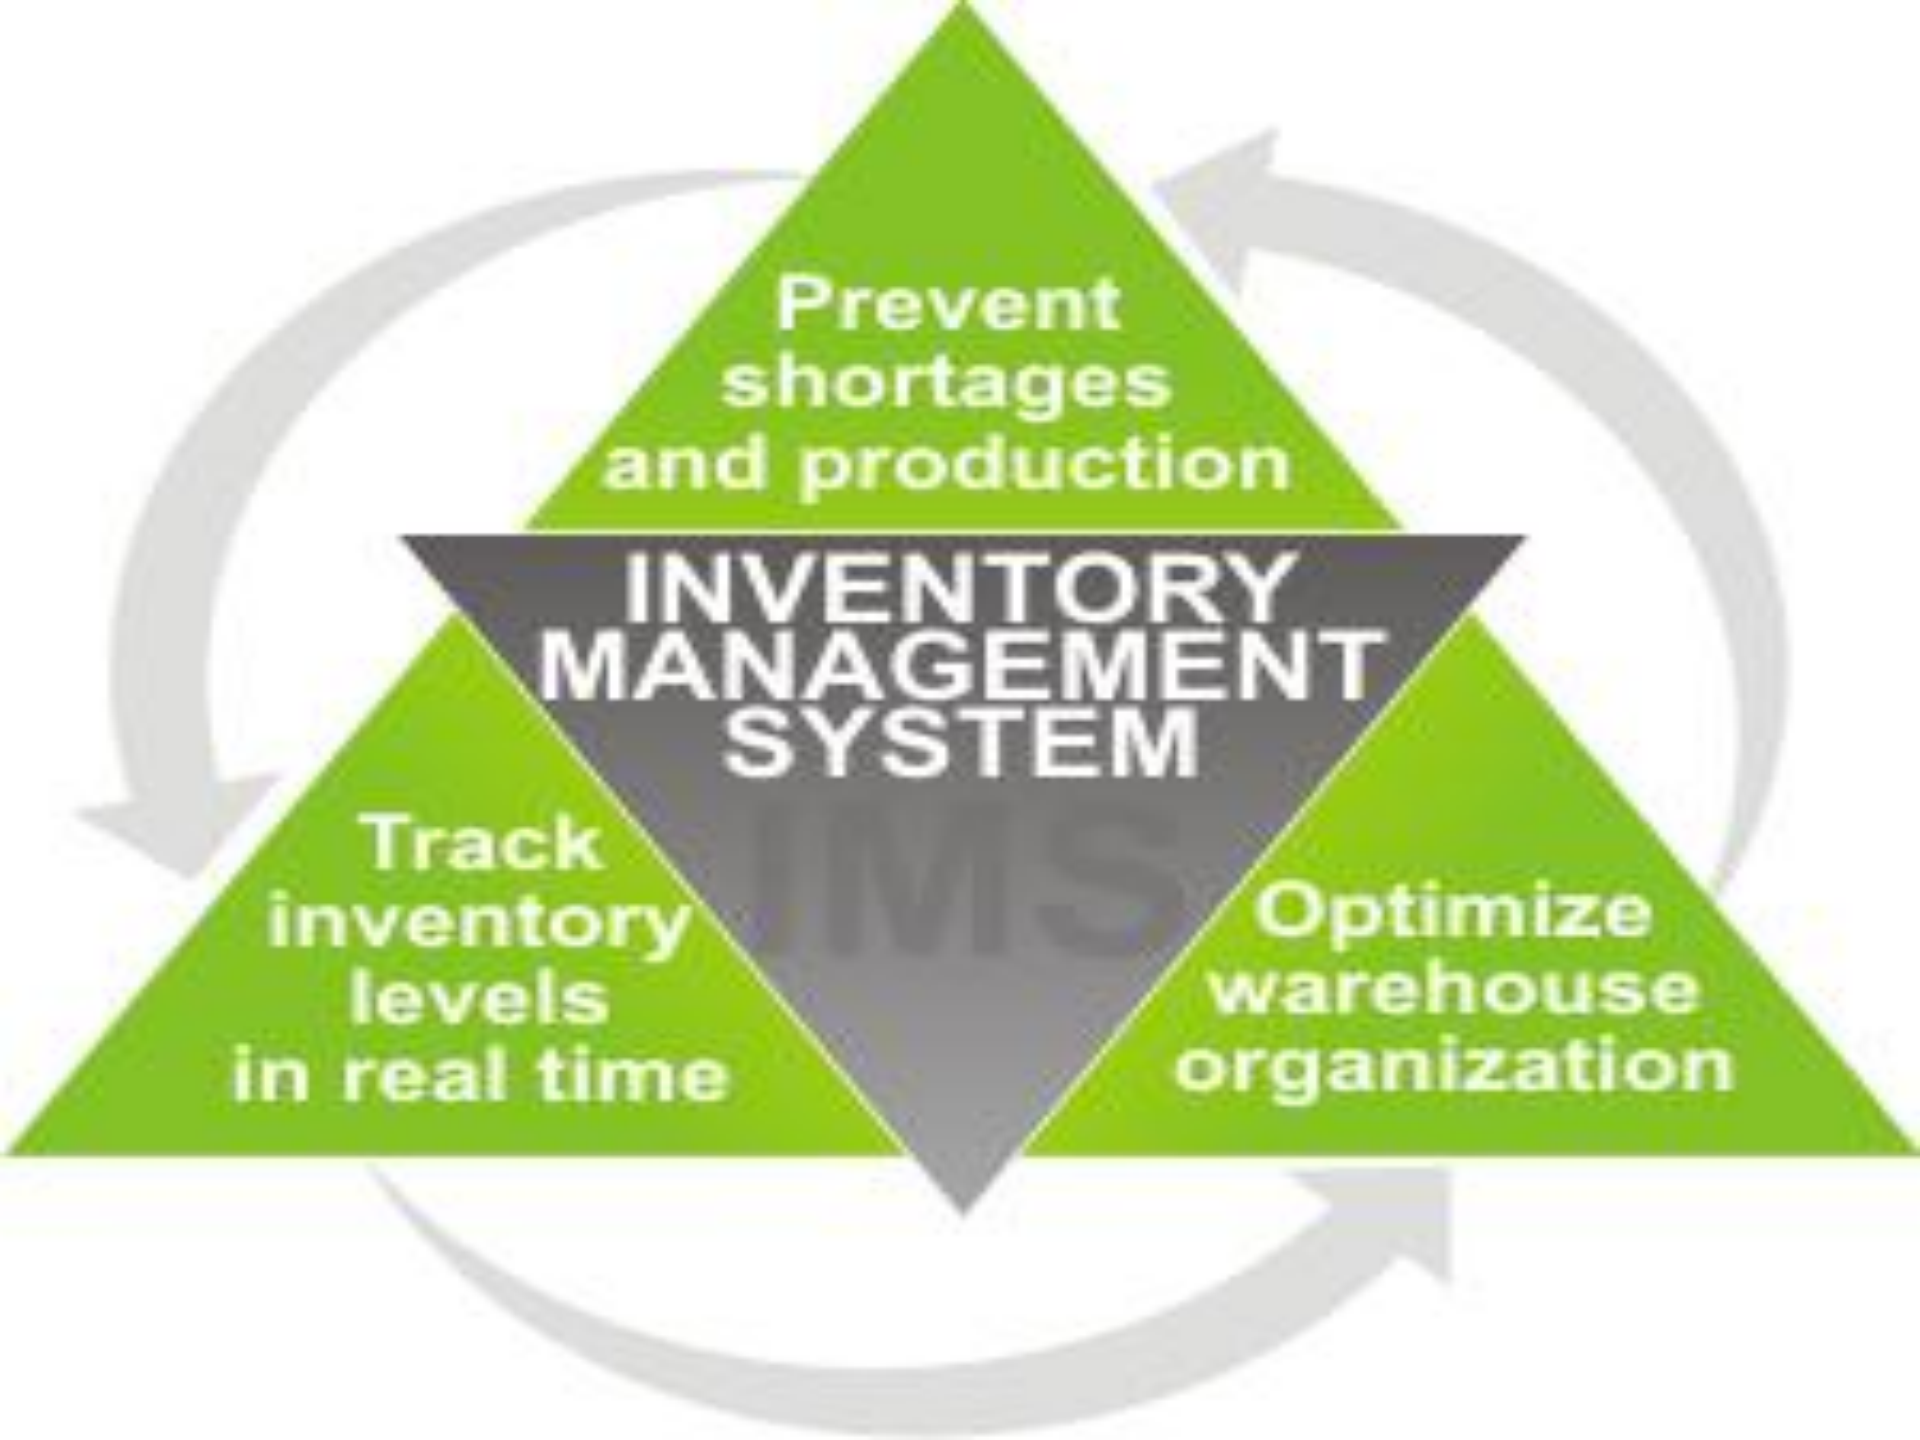 Prevent
shortages
and production
INVENTORY
MANAGEMENT
SYSTEM
IMS
Track
inventory
levels
in real time
Optimize
warehouse
organization